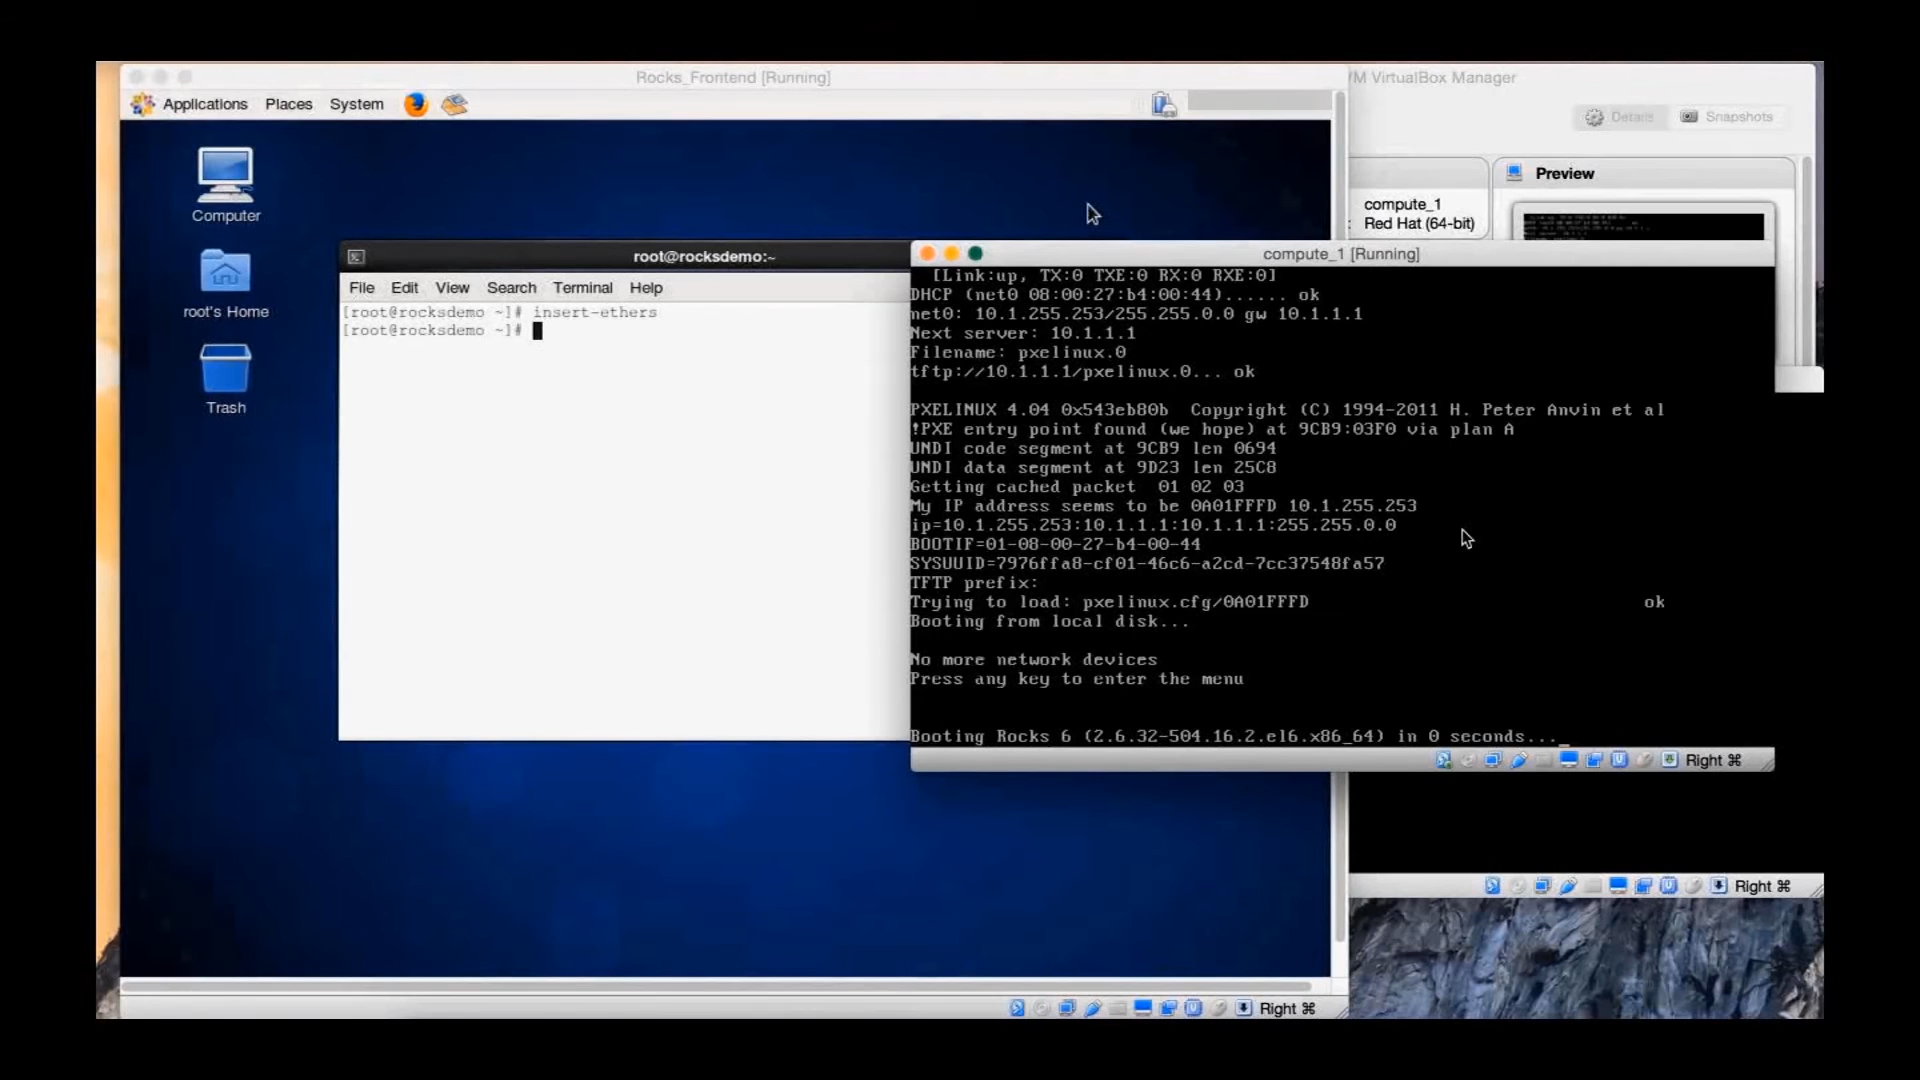 Rocks_Frontend [Running]
VM VirtualBox Manager
Applications Places System
Details Snapshots
Computer
root's Home
Trash
Preview
compute_1
Red Hat (64-bit)
root@rocksdemo:~
File Edit View Search Terminal Help
[root@rocksdemo ~]# insert-ethers
[root@rocksdemo ~]#
compute_1 [Running]
[Link:up, TX:0 TXE:0 RX:0 RXE:0]
DHCP (net0 08:00:27:b4:00:44)...... ok
net0: 10.1.255.253/255.255.0.0 gw 10.1.1.1
Next server: 10.1.1.1
Filename: pxelinux.0
tftp://10.1.1.1/pxelinux.0... ok
PXELINUX 4.04 0x543eb80b  Copyright (C) 1994-2011 H. Peter Anvin et al
!PXE entry point found (we hope) at 9CB9:03F0 via plan A
UNDI code segment at 9CB9 len 0694
UNDI data segment at 9D23 len 25C8
Getting cached packet  01 02 03
My IP address seems to be 0A01FFFD 10.1.255.253
ip=10.1.255.253:10.1.1.1:10.1.1.1:255.255.0.0
BOOTIF=01-08-00-27-b4-00-44
SYSUUID=7976ffa8-cf01-46c6-a2cd-7cc37548fa57
TFTP prefix:
Trying to load: pxelinux.cfg/0A01FFFD ok
Booting from local disk...
No more network devices
Press any key to enter the menu
Booting Rocks 6 (2.6.32-504.16.2.el6.x86_64) in 0 seconds..._
Right ⌘
Right ⌘
Right ⌘